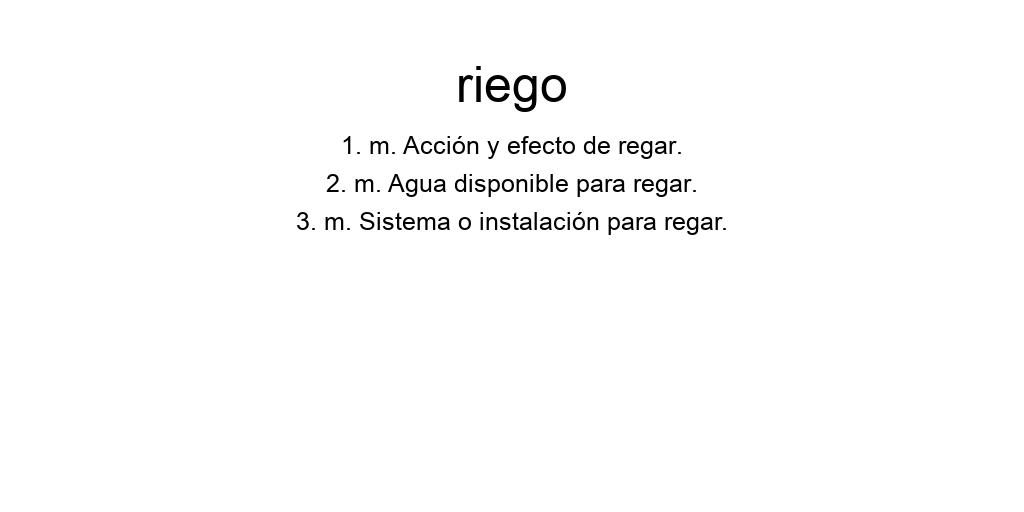 riego
1. m. Acción y efecto de regar.
2. m. Agua disponible para regar.
3. m. Sistema o instalación para regar.